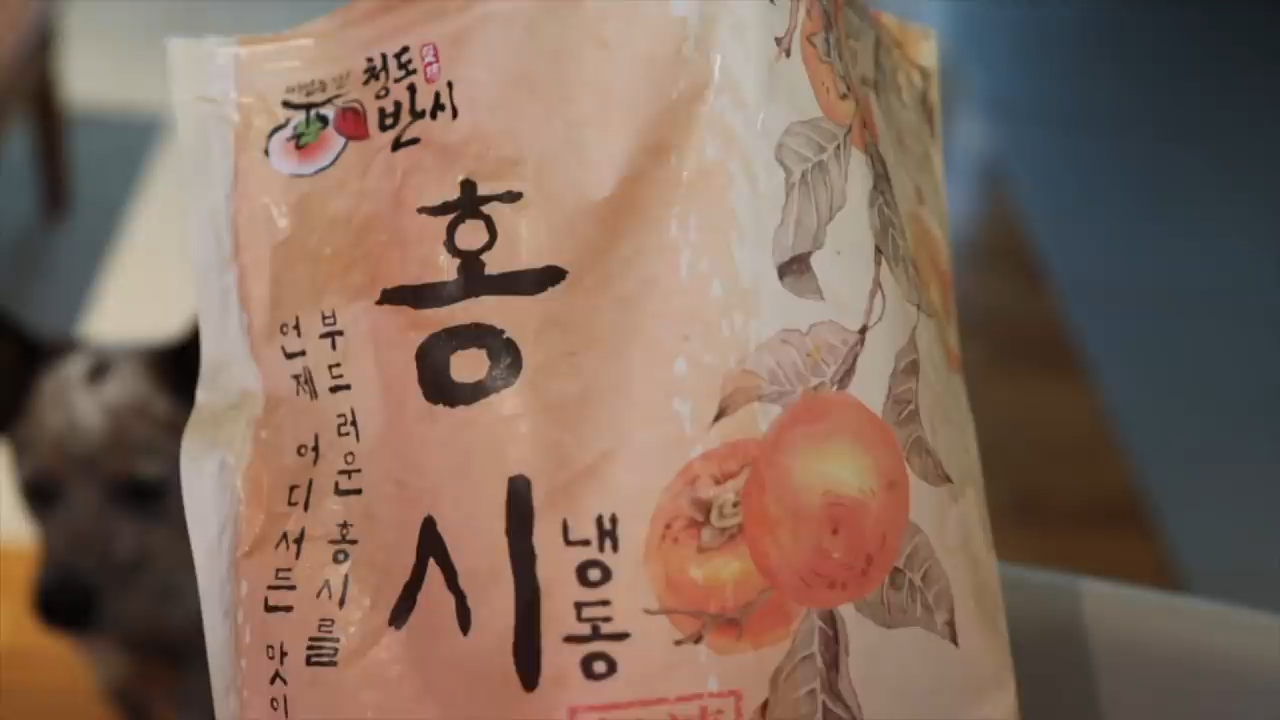 청도
반시
홍시
냉동
부드러운 홍시를
언제 어디서든 맛이